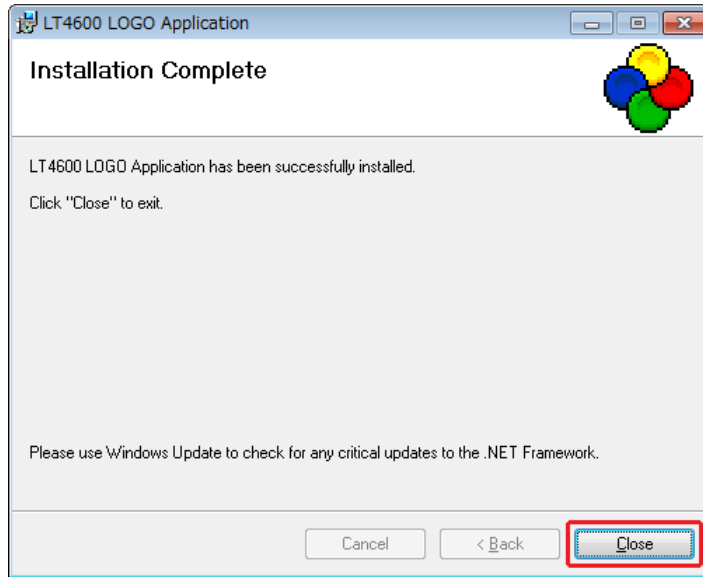 LT4600 LOGO Application
Installation Complete
LT4600 LOGO Application has been successfully installed.
Click "Close" to exit.
Please use Windows Update to check for any critical updates to the .NET Framework.
Cancel
< Back
Close